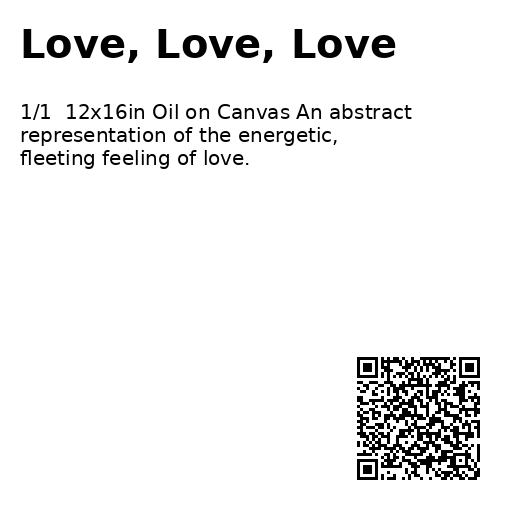 Love, Love, Love
1/1  12x16in Oil on Canvas An abstract
representation of the energetic,
fleeting feeling of love.